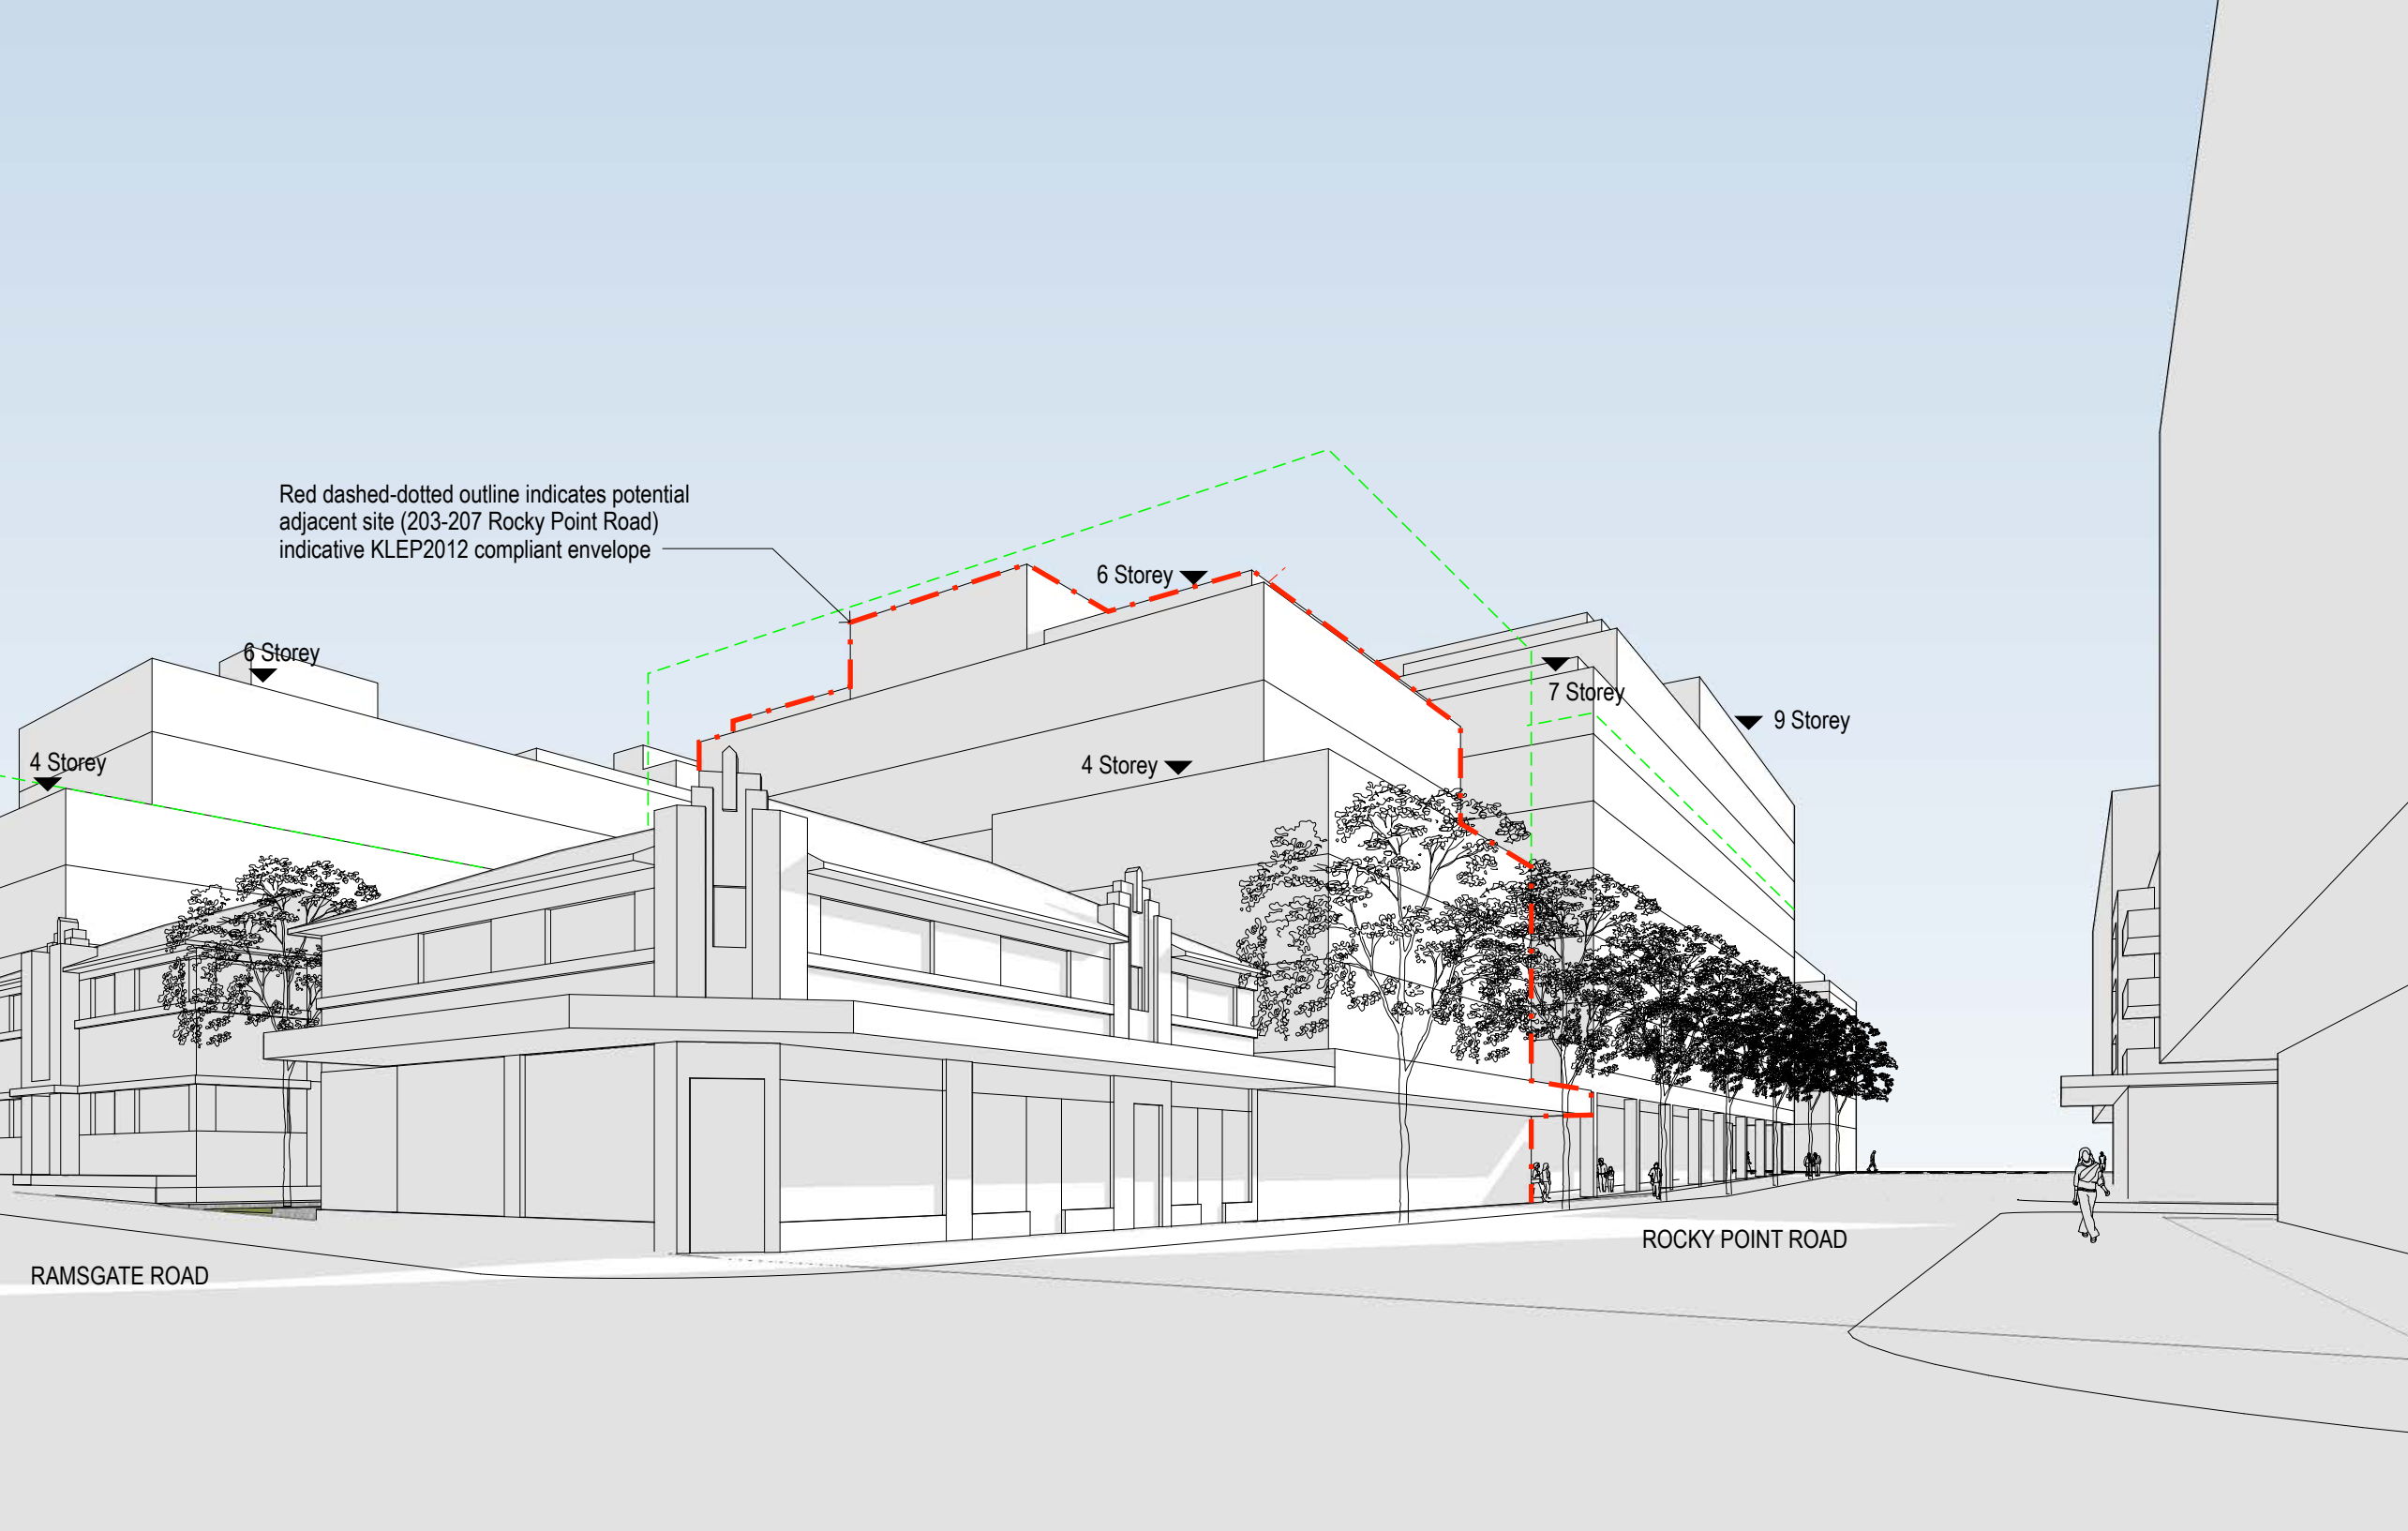 Red dashed-dotted outline indicates potential
adjacent site (203-207 Rocky Point Road)
indicative KLEP2012 compliant envelope
6 Storey
6 Storey
7 Storey
9 Storey
4 Storey
4 Storey
ROCKY POINT ROAD
RAMSGATE ROAD